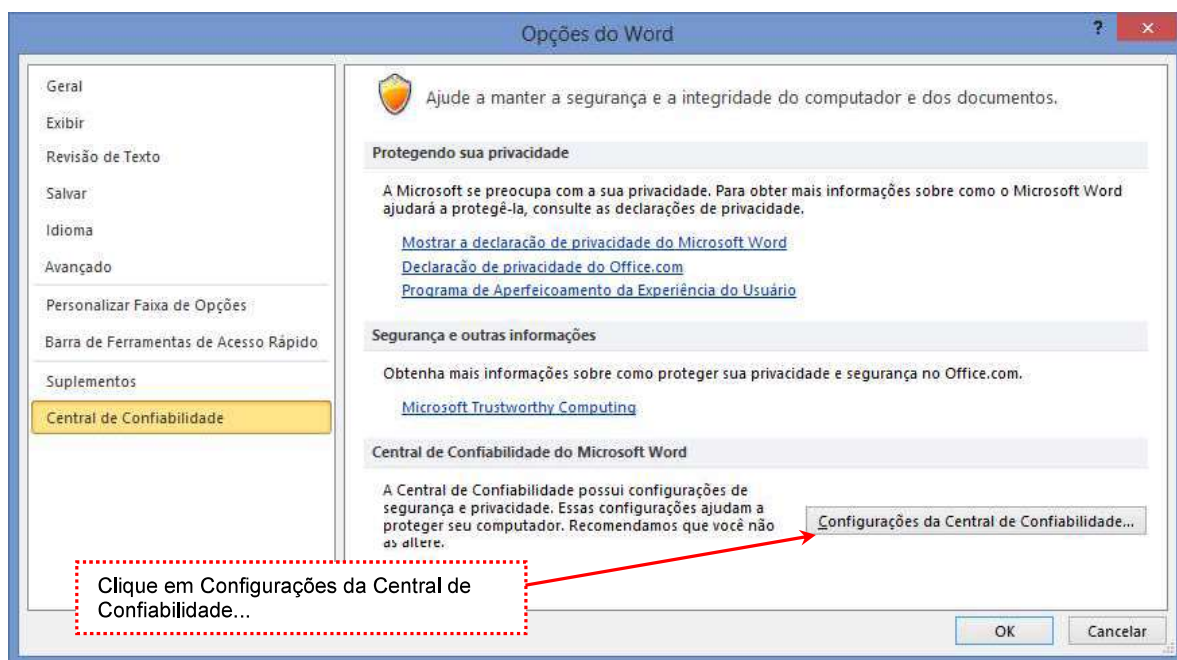 Opções do Word
?
Geral
Exibir
Revisão de Texto
Salvar
Idioma
Avançado
Personalizar Faixa de Opções
Barra de Ferramentas de Acesso Rápido
Suplementos
Central de Confiabilidade
Ajude a manter a segurança e a integridade do computador e dos documentos.
Protegendo sua privacidade
A Microsoft se preocupa com a sua privacidade. Para obter mais informações sobre como o Microsoft Word
ajudará a protegê-la, consulte as declarações de privacidade.
Mostrar a declaração de privacidade do Microsoft Word
Declaração de privacidade do Office.com
Programa de Aperfeiçoamento da Experiência do Usuário
Segurança e outras informações
Obtenha mais informações sobre como proteger sua privacidade e segurança no Office.com.
Microsoft Trustworthy Computing
Central de Confiabilidade do Microsoft Word
A Central de Confiabilidade possui configurações de
segurança e privacidade. Essas configurações ajudam a
proteger seu computador. Recomendamos que você não
as altere.
Configurações da Central de Confiabilidade...
Clique em Configurações da Central de
Confiabilidade...
OK
Cancelar